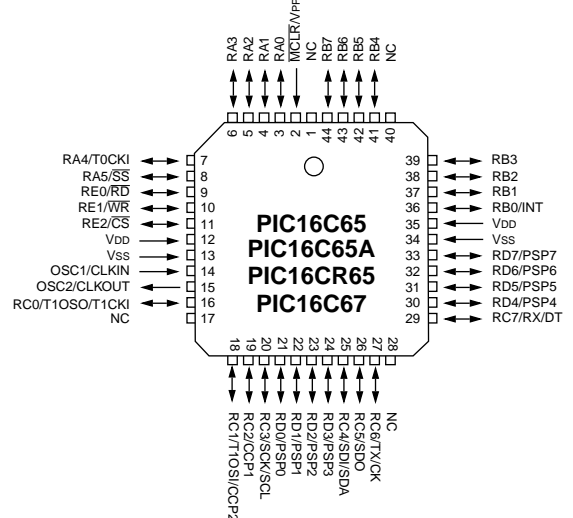 RA3
RA2
RA1
RA0
MCLR/VPP
NC
RB7
RB6
RB5
RB4
NC
6
5
4
3
2
1
44
43
42
41
40
RA4/T0CKI
7
RA5/SS
8
RE0/RD
9
RE1/WR
10
RE2/CS
11
VDD
12
VSS
13
OSC1/CLKIN
14
OSC2/CLKOUT
15
RC0/T1OSO/T1CKI
16
NC
17
PIC16C65
PIC16C65A
PIC16CR65
PIC16C67
39
RB3
38
RB2
37
RB1
36
RB0/INT
35
VDD
34
VSS
33
RD7/PSP7
32
RD6/PSP6
31
RD5/PSP5
30
RD4/PSP4
29
RC7/RX/DT
18
19
20
21
22
23
24
25
26
27
28
RC1/T1OSI/CCP2
RC2/CCP1
RC3/SCK/SCL
RD0/PSP0
RD1/PSP1
RD2/PSP2
RD3/PSP3
RC4/SDI/SDA
RC5/SDO
RC6/TX/CK
NC